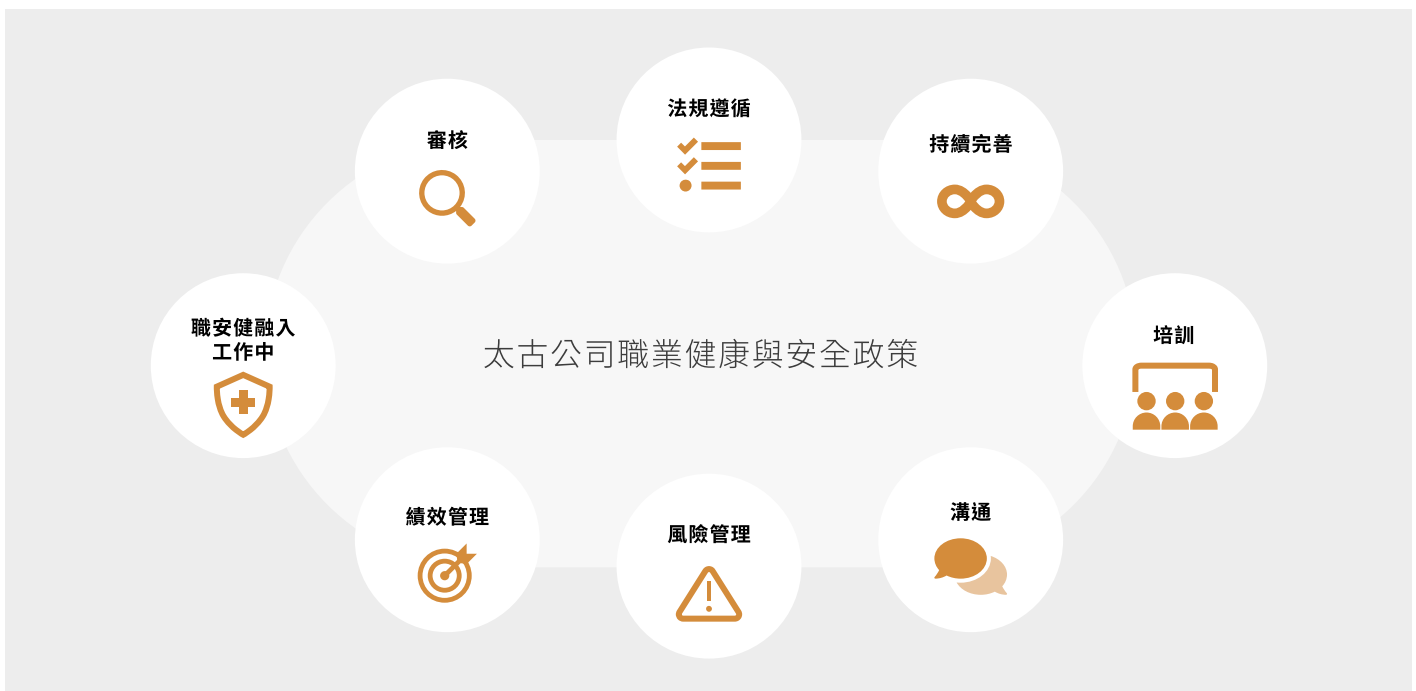 法規遵循
審核
持續完善
職安健融入
工作中
培訓
太古公司職業健康與安全政策
績效管理
風險管理
溝通